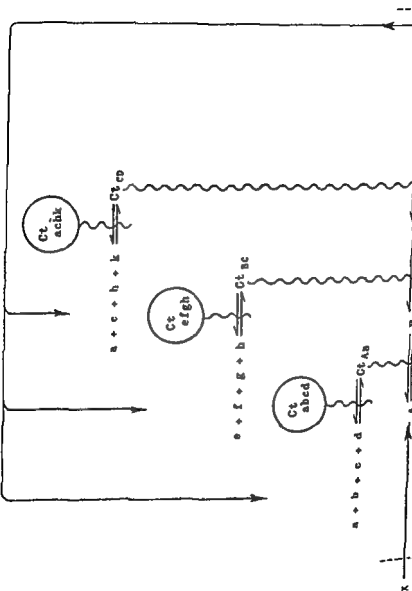 Ct
achk
a + c + h + k ⇌ Ct CD
Ct
efgh
e + f + g + h ⇌ Ct BC
Ct
abcd
a + b + c + d ⇌ Ct AB